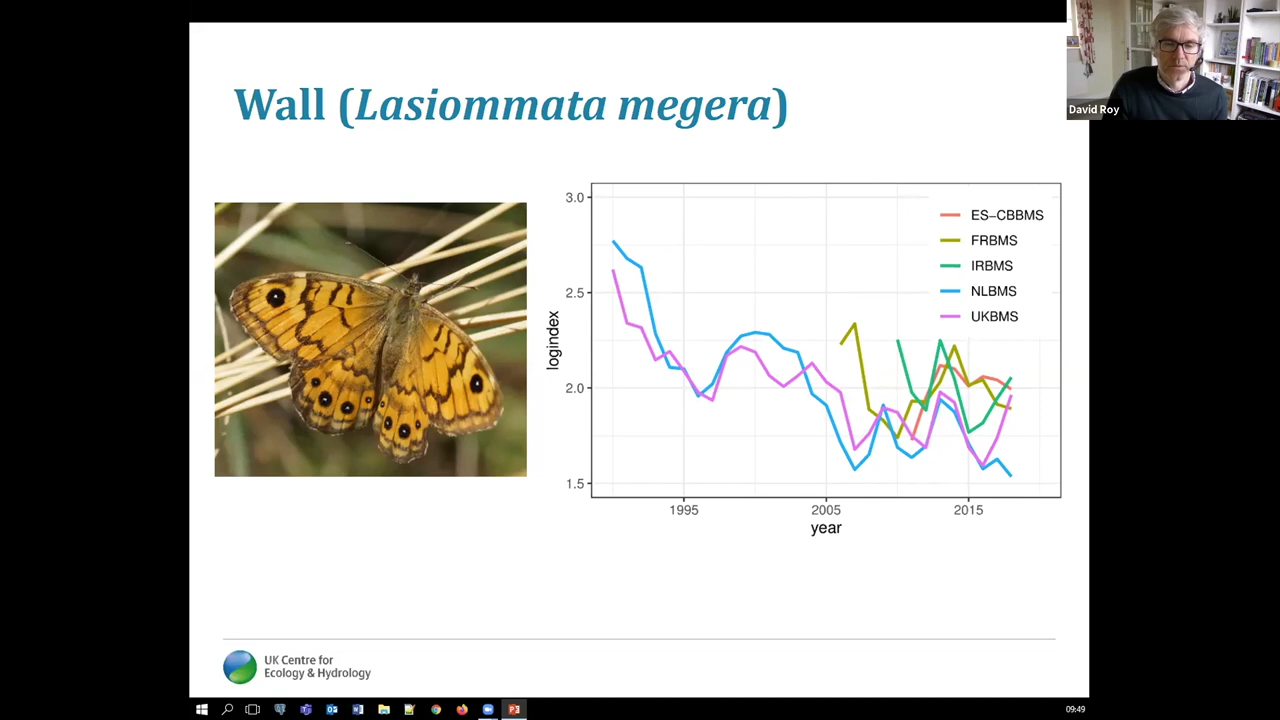 David Roy
Wall (Lasiommata megera)
3.0
2.5
2.0
1.5
logindex
1995
2005
2015
year
ES-CBBMS
FRBMS
IRBMS
NLBMS
UKBMS
UK Centre for
Ecology & Hydrology
09:49